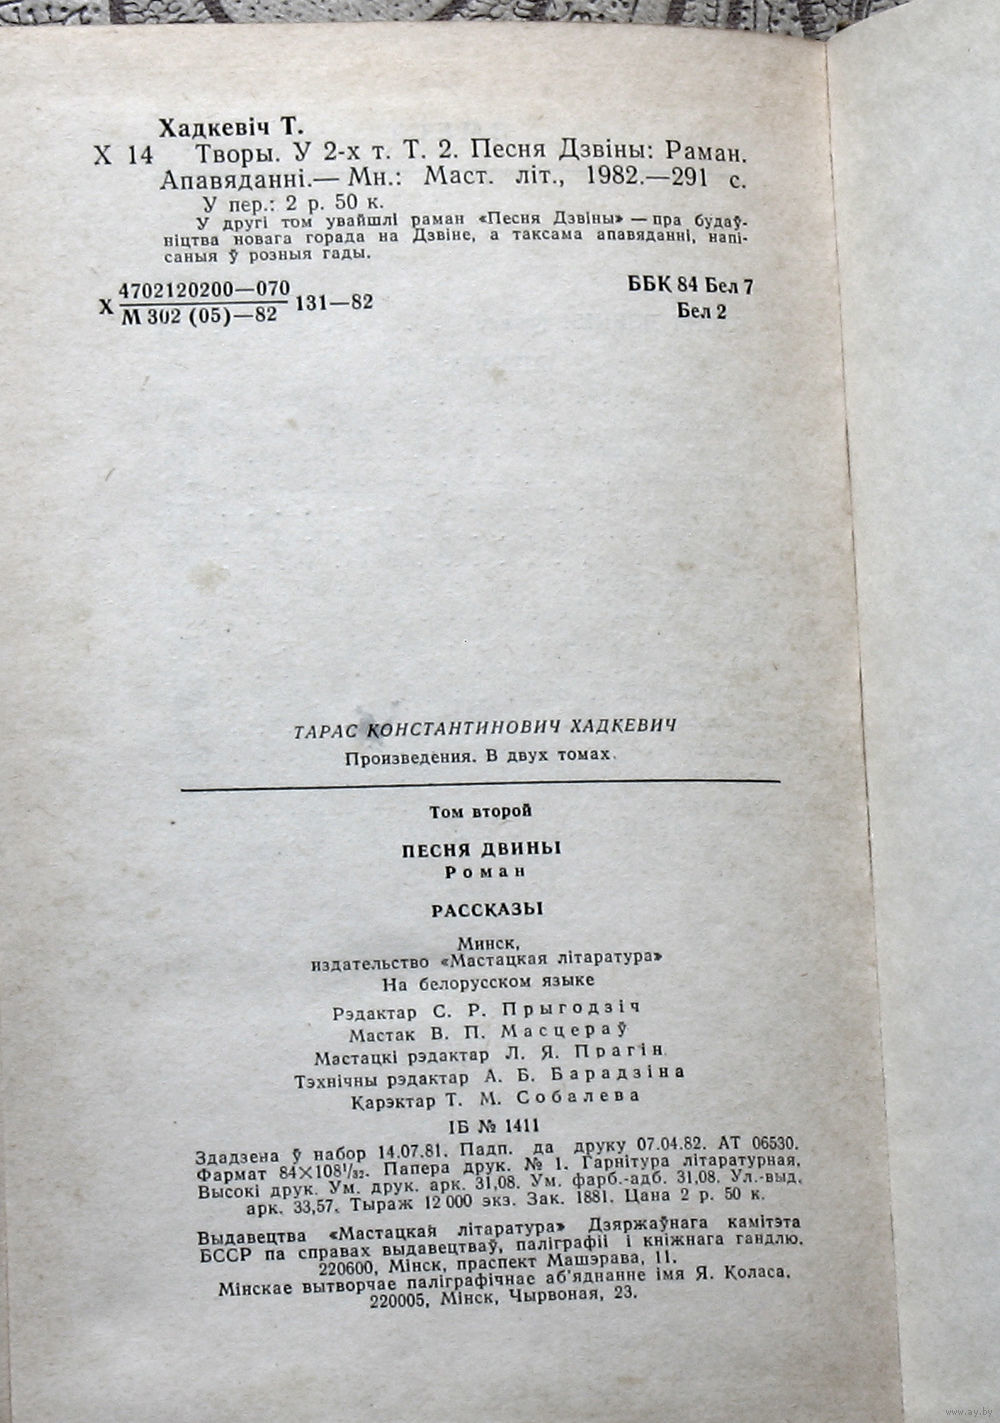 Хадкевіч Т.
Х 14 Творы. У 2-х т. Т. 2. Песня Дзвіны: Раман.
Апавяданні.— Мн.: Маст. літ., 1982.—291 с.
У пер.: 2 р. 50 к.
У другі том увайшлі раман «Песня Дзвіны» — пра будаў-
ніцтва новага горада на Дзвіне, а таксама апавяданні, напі-
саныя ў розныя гады.
4702120200—070
Х 131—82
М 302 (05)—82
ББК 84 Бел 7
Бел 2
ТАРАС КОНСТАНТИНОВИЧ ХАДКЕВИЧ
Произведения. В двух томах.
Том второй
ПЕСНЯ ДВИНЫ
Роман
РАССКАЗЫ
Минск,
издательство «Мастацкая літаратура»
На белорусском языке
Рэдактар С. Р. Прыгодзіч
Мастак В. П. Масцераў
Мастацкі рэдактар Л. Я. Прагін
Тэхнічны рэдактар А. Б. Барадзіна
Карэктар Т. М. Собалева
ІБ № 1411
Здадзена ў набор 14.07.81. Падп. да друку 07.04.82. АТ 06530.
Фармат 84×108¹/₃₂. Папера друк. № 1. Гарнітура літаратурная.
Высокі друк. Ум. друк. арк. 31,08. Ум. фарб.-адб. 31,08. Ул.-выд.
арк. 33,57. Тыраж 12 000 экз. Зак. 1881. Цана 2 р. 50 к.
Выдавецтва «Мастацкая літаратура» Дзяржаўнага камітэта
БССР па справах выдавецтваў, паліграфіі і кніжнага гандлю.
220600, Мінск, праспект Машэрава, 11.
Мінскае вытворчае паліграфічнае аб'яднанне імя Я. Коласа.
220005, Мінск, Чырвоная, 23.
www.ay.by